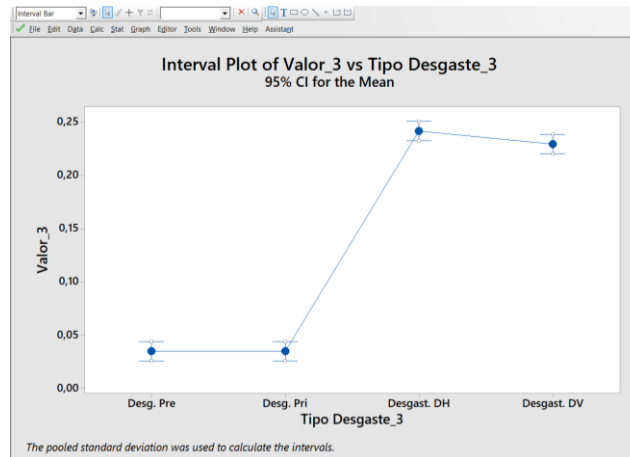 Interval Bar
File Edit Data Calc Stat Graph Editor Tools Window Help Assistant
Interval Plot of Valor_3 vs Tipo Desgaste_3
95% CI for the Mean
0,25
0,20
0,15
0,10
0,05
0,00
Valor_3
Desg. Pre Desg. Pri Desgast. DH Desgast. DV
Tipo Desgaste_3
The pooled standard deviation was used to calculate the intervals.